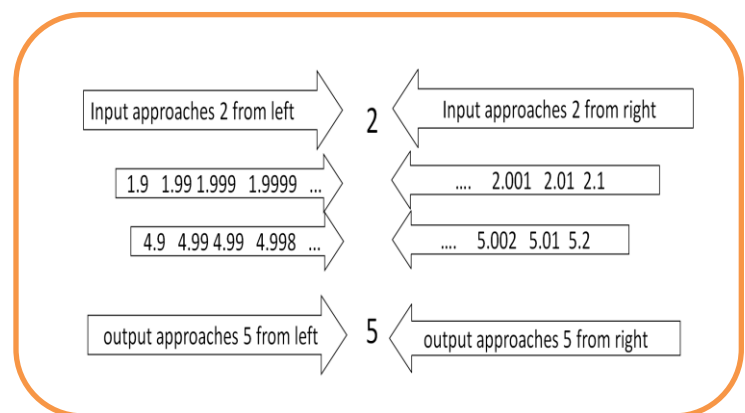 Input approaches 2 from left
2
Input approaches 2 from right
1.9 1.99 1.999 1.9999 ...
.... 2.001 2.01 2.1
4.9 4.99 4.99 4.998 ...
.... 5.002 5.01 5.2
output approaches 5 from left
5
output approaches 5 from right